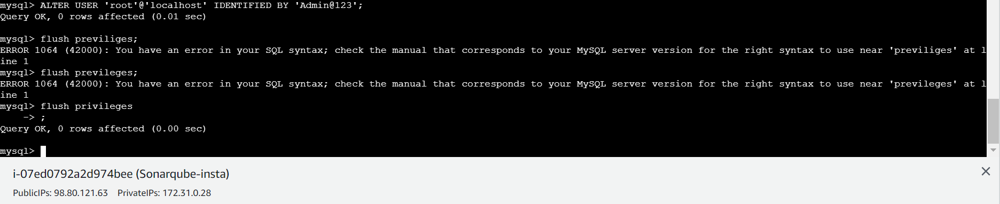 mysql> ALTER USER 'root'@'localhost' IDENTIFIED BY 'Admin@123';
Query OK, 0 rows affected (0.01 sec)
mysql> flush previliges;
ERROR 1064 (42000): You have an error in your SQL syntax; check the manual that corresponds to your MySQL server version for the right syntax to use near 'previliges' at l
ine 1
mysql> flush previleges;
ERROR 1064 (42000): You have an error in your SQL syntax; check the manual that corresponds to your MySQL server version for the right syntax to use near 'previleges' at l
ine 1
mysql> flush privileges
    -> ;
Query OK, 0 rows affected (0.00 sec)
mysql>
i-07ed0792a2d974bee (Sonarqube-insta)
PublicIPs: 98.80.121.63 PrivateIPs: 172.31.0.28